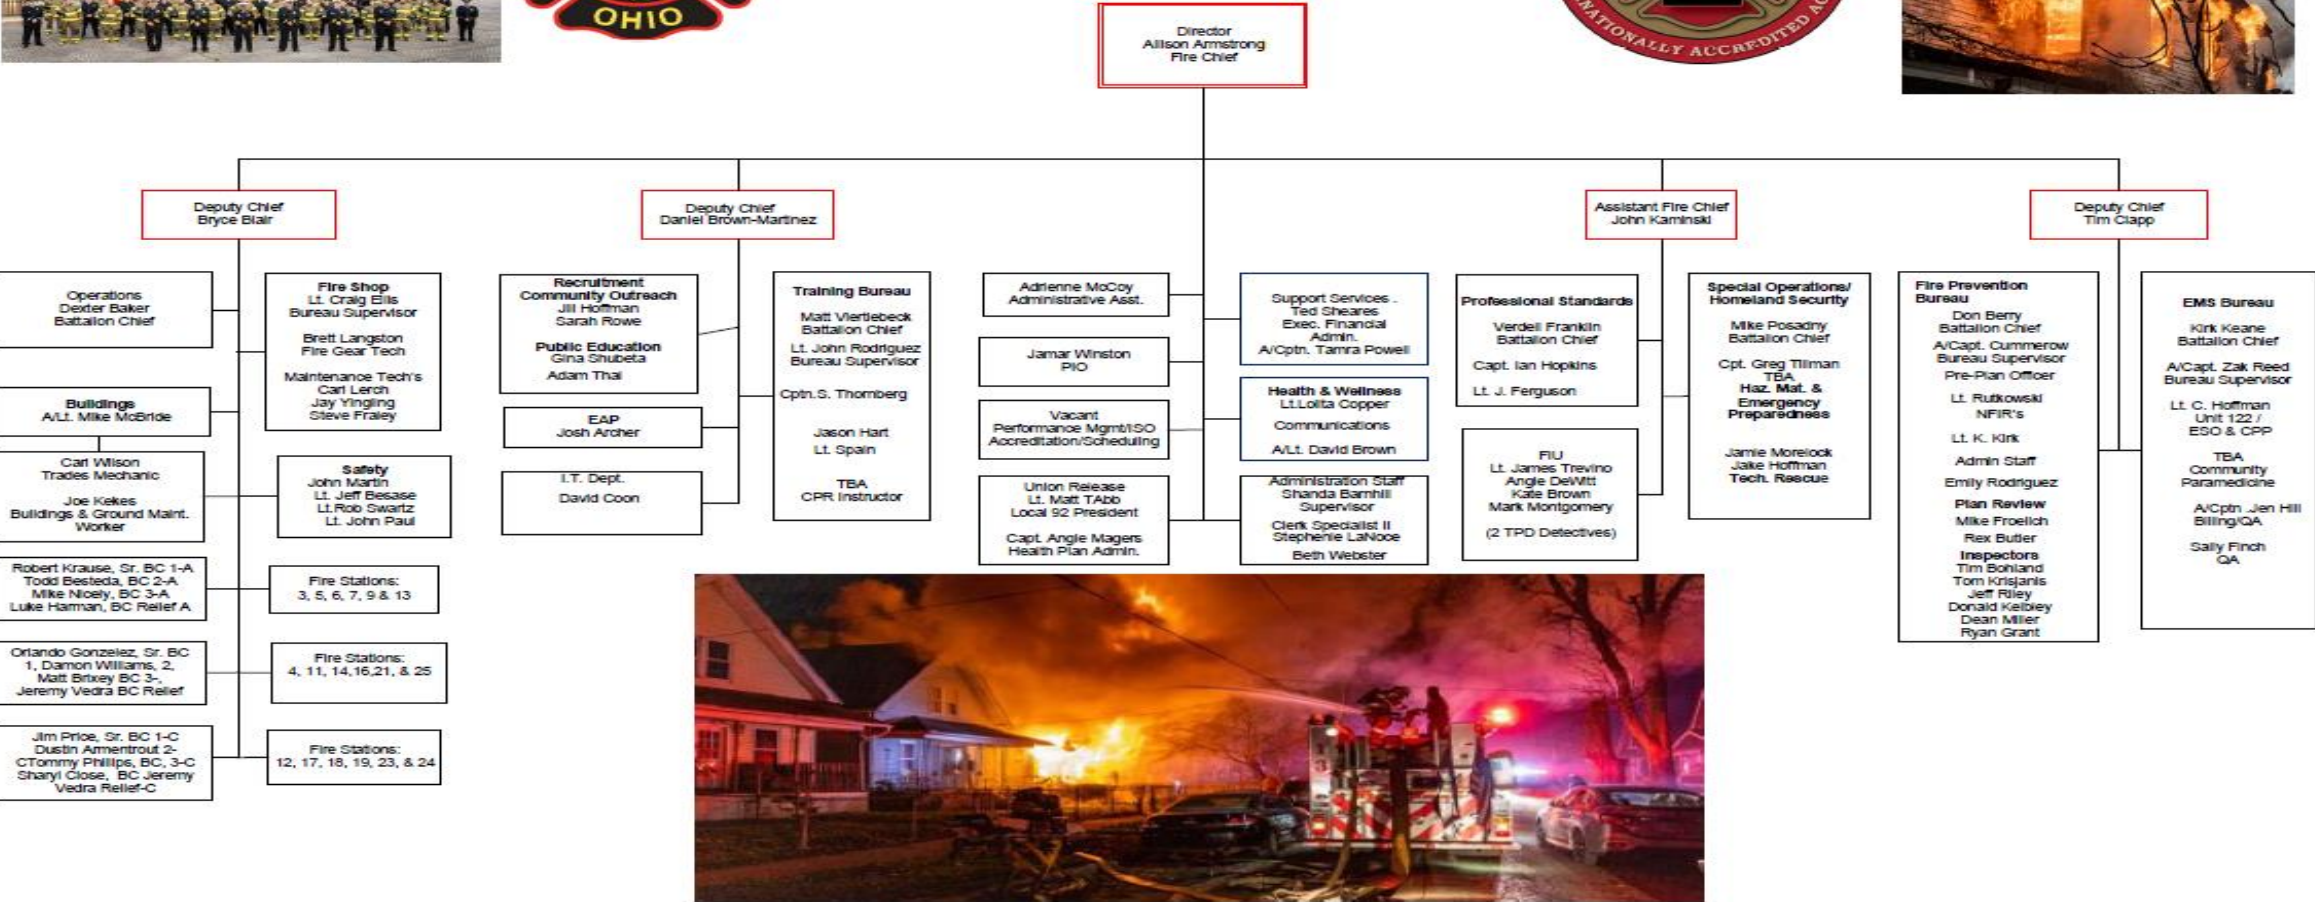 OHIO
NATIONALLY ACCREDITED
Director
Allison Armstrong
Fire Chief
Deputy Chief
Bryce Blair
Deputy Chief
Daniel Brown-Martinez
Assistant Fire Chief
John Kaminski
Deputy Chief
Tim Clapp
Operations
Dexter Baker
Battalion Chief
Fire Shop
Lt. Craig Ellis
Bureau Supervisor
Brett Langston
Fire Gear Tech
Maintenance Tech's
Carl Lerch
Jay Yingling
Steve Fraley
Buildings
A/Lt. Mike McBride
Carl Wilson
Trades Mechanic
Joe Kekes
Buildings & Ground Maint.
Worker
Safety
John Martin
Lt. Jeff Besase
Lt.Rob Swartz
Lt. John Paul
Robert Krause, Sr. BC 1-A
Todd Besteda, BC 2-A
Mike Nicely, BC 3-A
Luke Harman, BC Relief A
Fire Stations:
3, 5, 6, 7, 9 & 13
Orlando Gonzelez, Sr. BC
1, Damon Williams, 2,
Matt Brixey BC 3-,
Jeremy Vedra BC Relief
Fire Stations:
4, 11, 14,16,21, & 25
Jim Price, Sr. BC 1-C
Dustin Armentrout 2-
CTommy Phillips, BC, 3-C
Sharyl Close, BC Jeremy
Vedra Relief-C
Fire Stations:
12, 17, 18, 19, 23, & 24
Recruitment
Community Outreach
Jill Hoffman
Sarah Rowe
Public Education
Gina Shubeta
Adam Thai
EAP
Josh Archer
I.T. Dept.
David Coon
Training Bureau
Matt Viertlebeck
Battalion Chief
Lt. John Rodriguez
Bureau Supervisor
Cptn.S. Thornberg
Jason Hart
Lt. Spain
TBA
CPR Instructor
Adrienne McCoy
Administrative Asst.
Jamar Winston
PIO
Vacant
Performance Mgmt/ISO
Accreditation/Scheduling
Union Release
Lt. Matt TAbb
Local 92 President
Capt. Angie Magers
Health Plan Admin.
Support Services .
Ted Sheares
Exec. Financial
Admin.
A/Cptn. Tamra Powell
Health & Wellness
Lt.Lolita Copper
Communications
A/Lt. David Brown
Administration Staff
Shanda Barnhill
Supervisor
Clerk Specialist II
Stephenie LaNoce
Beth Webster
Professional Standards
Verdell Franklin
Battalion Chief
Capt. Ian Hopkins
Lt. J. Ferguson
FIU
Lt. James Trevino
Angie DeWitt
Kate Brown
Mark Montgomery
(2 TPD Detectives)
Special Operations/
Homeland Security
Mike Posadny
Battalion Chief
Cpt. Greg Tillman
TBA
Haz. Mat. &
Emergency
Preparedness
Jamie Morelock
Jake Hoffman
Tech. Rescue
Fire Prevention
Bureau
Don Berry
Battalion Chief
A/Capt. Cummerow
Bureau Supervisor
Pre-Plan Officer
Lt. Rutkowski
NFIR's
Lt. K. Kirk
Admin Staff
Emily Rodriguez
Plan Review
Mike Froelich
Rex Butler
Inspectors
Tim Bohland
Tom Krisjanis
Jeff Riley
Donald Kelbley
Dean Miller
Ryan Grant
EMS Bureau
Kirk Keane
Battalion Chief
A/Capt. Zak Reed
Bureau Supervisor
Lt. C. Hoffman
Unit 122 /
ESO & CPP
TBA
Community
Paramedicine
A/Cptn .Jen Hill
Billing/QA
Sally Finch
QA